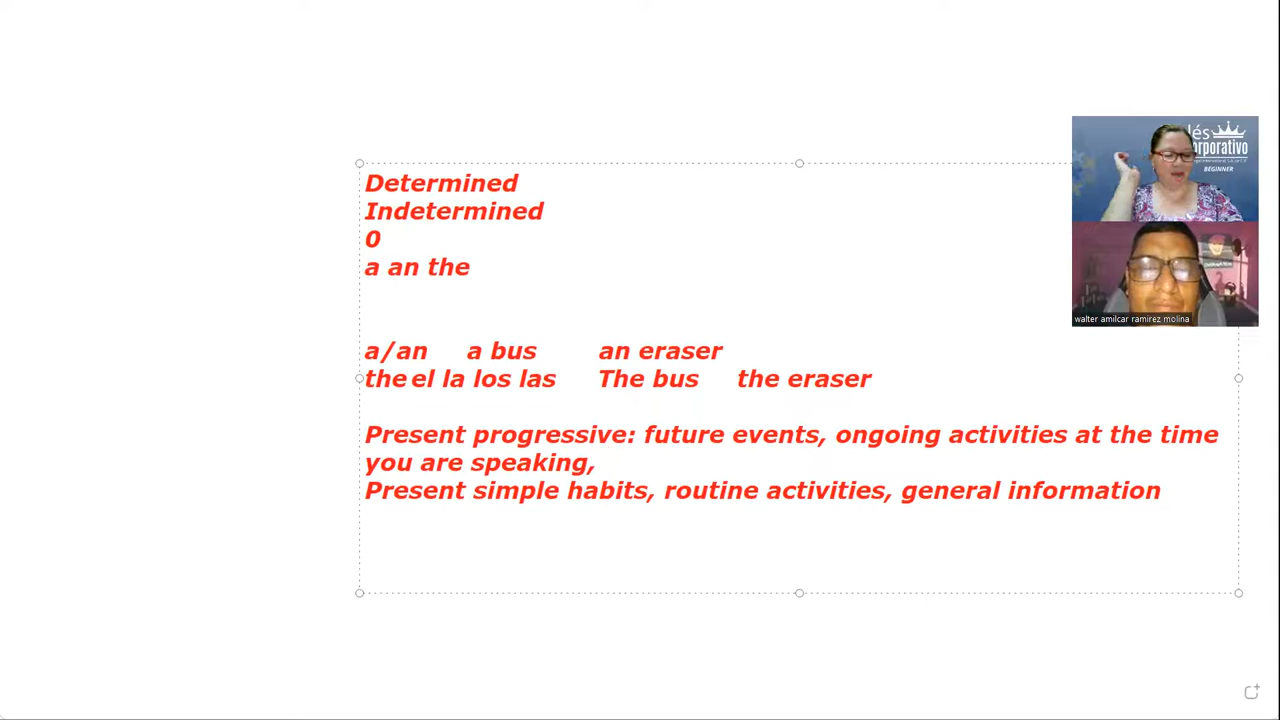 Determined
Indetermined
0
a an the
a/an a bus an eraser
the el la los las The bus the eraser
Present progressive: future events, ongoing activities at the time
you are speaking,
Present simple habits, routine activities, general information
lés
orporativo
BEGINNER
walter amilcar ramirez molina